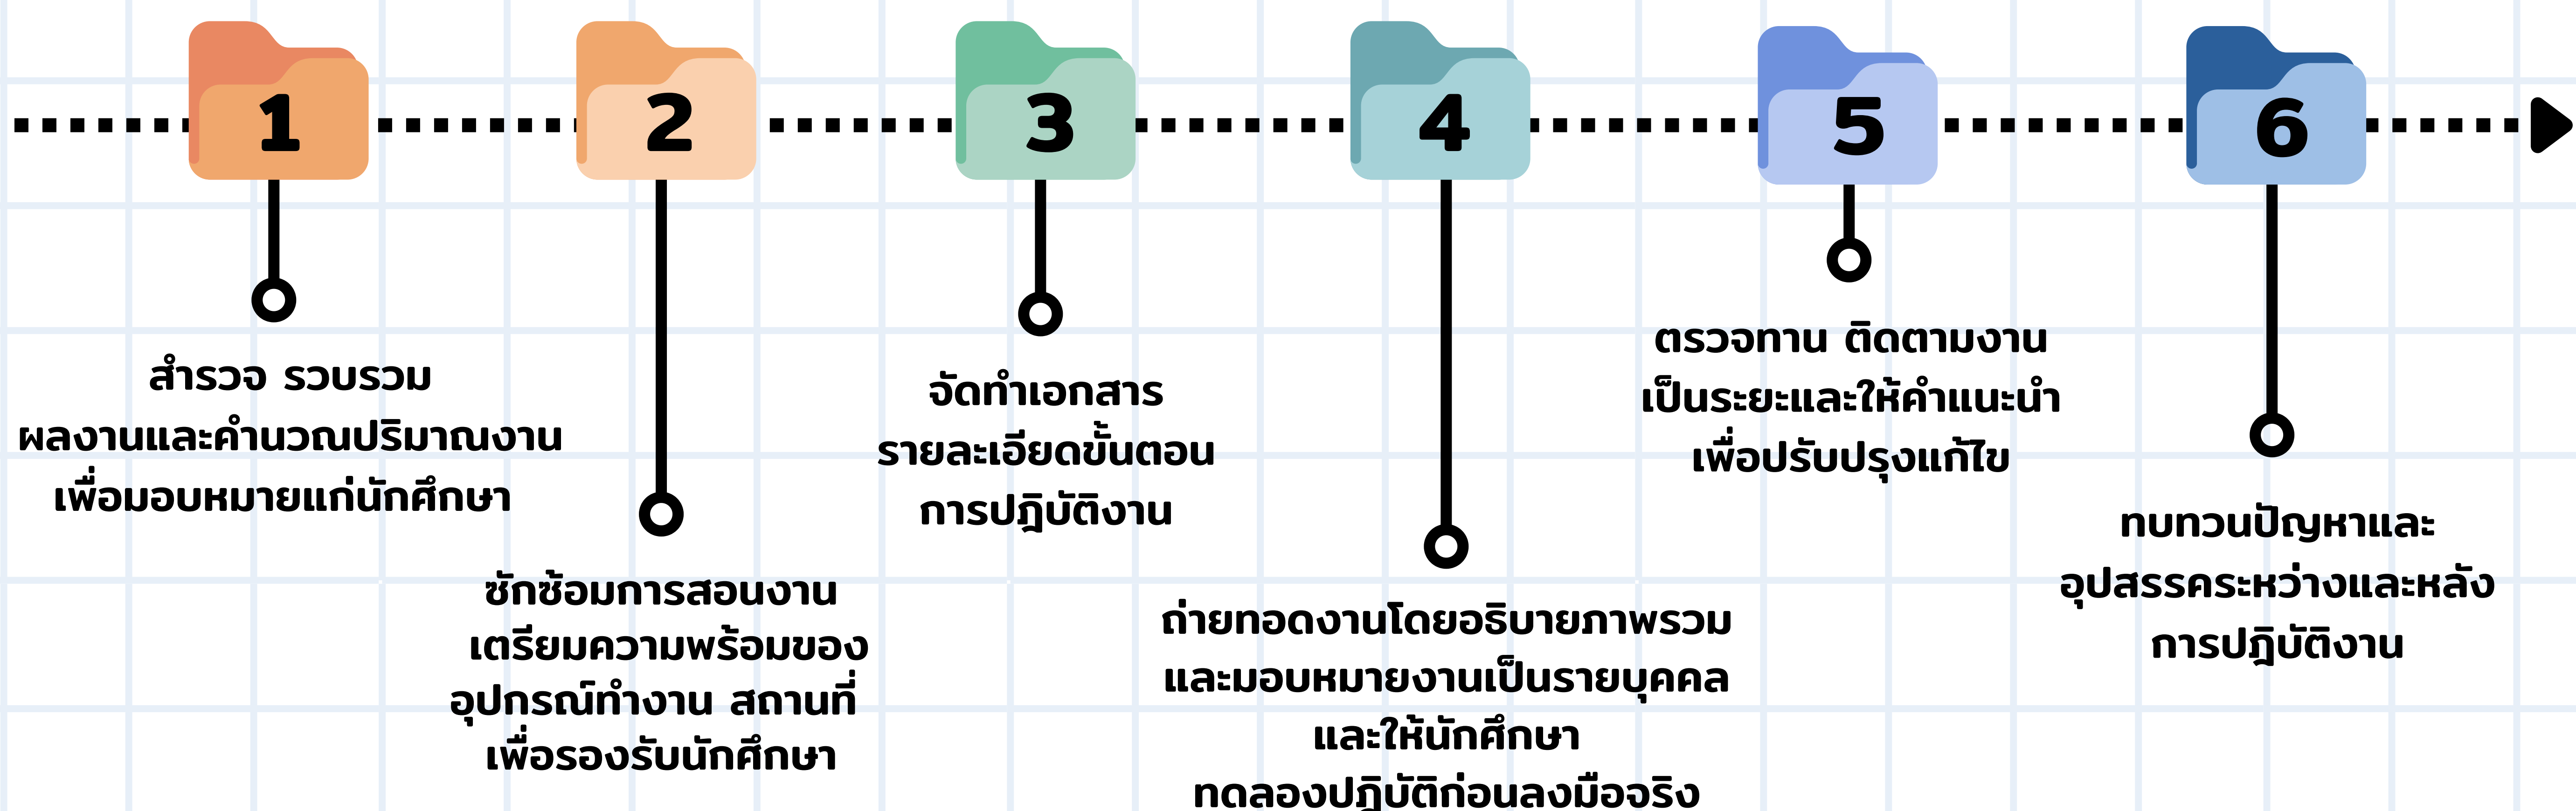 1
สำรวจ รวบรวม
ผลงานและคำนวณปริมาณงาน
เพื่อมอบหมายแก่นักศึกษา
2
ซักซ้อมการสอนงาน
เตรียมความพร้อมของ
อุปกรณ์ทำงาน สถานที่
เพื่อรองรับนักศึกษา
3
จัดทำเอกสาร
รายละเอียดขั้นตอน
การปฎิบัติงาน
4
ถ่ายทอดงานโดยอธิบายภาพรวม
และมอบหมายงานเป็นรายบุคคล
และให้นักศึกษา
ทดลองปฎิบัติก่อนลงมือจริง
5
ตรวจทาน ติดตามงาน
เป็นระยะและให้คำแนะนำ
เพื่อปรับปรุงแก้ไข
6
ทบทวนปัญหาและ
อุปสรรคระหว่างและหลัง
การปฎิบัติงาน